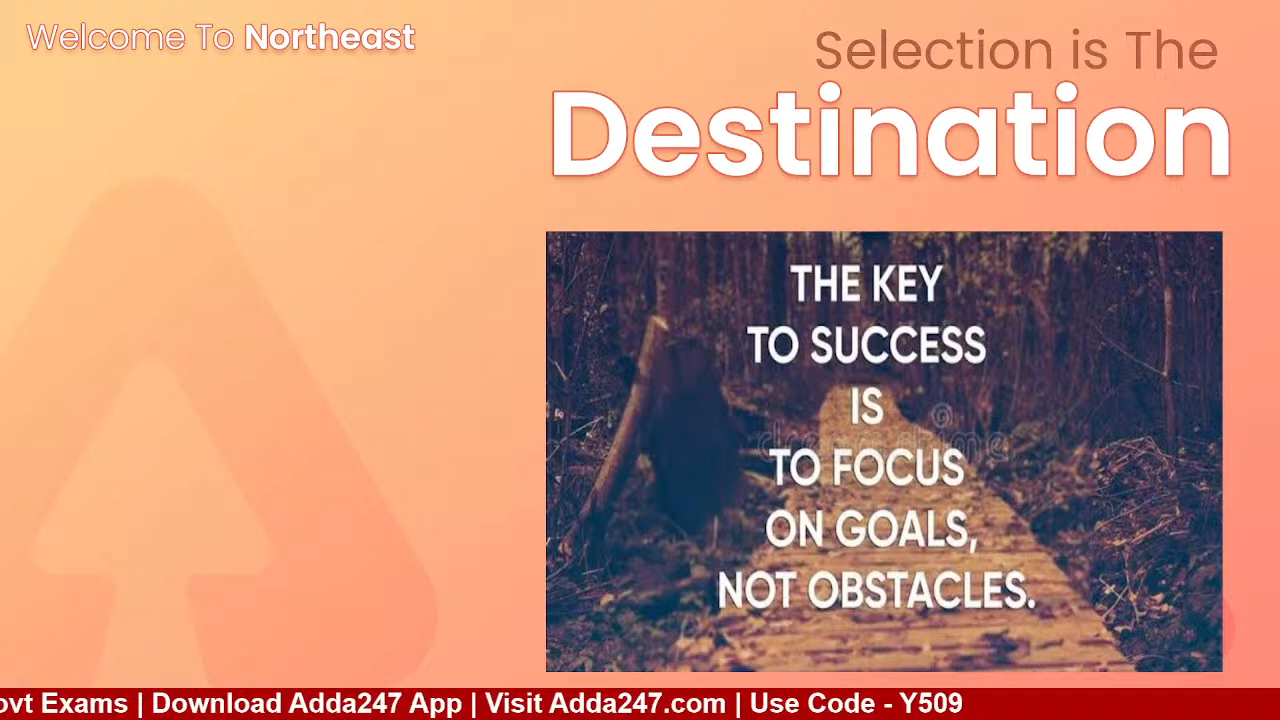 Welcome To Northeast
Selection is The
Destination
THE KEY
TO SUCCESS
IS
TO FOCUS
ON GOALS,
NOT OBSTACLES.
ovt Exams | Download Adda247 App | Visit Adda247.com | Use Code - Y509